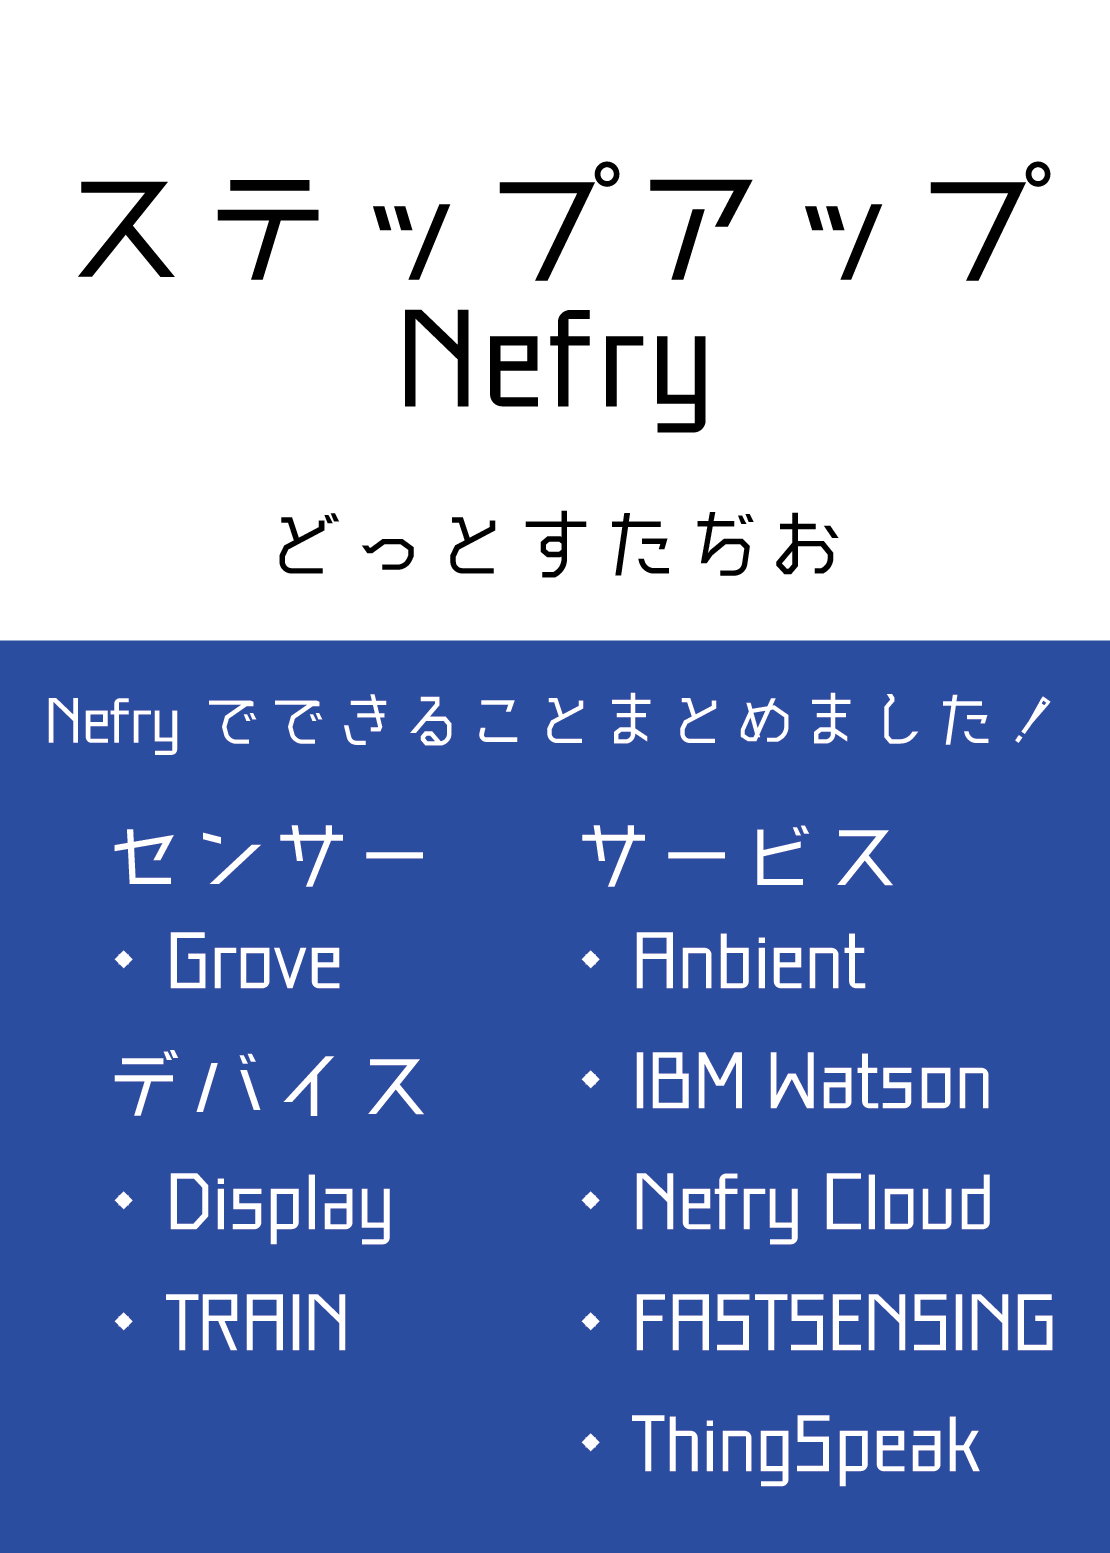 ステップアップ
Nefry
どっとすたぢお
Nefry でできることまとめました！
センサー
◆ Grove
デバイス
◆ Display
◆ TRAIN
サービス
◆ Anbient
◆ IBM Watson
◆ Nefry Cloud
◆ FASTSENSING
◆ ThingSpeak